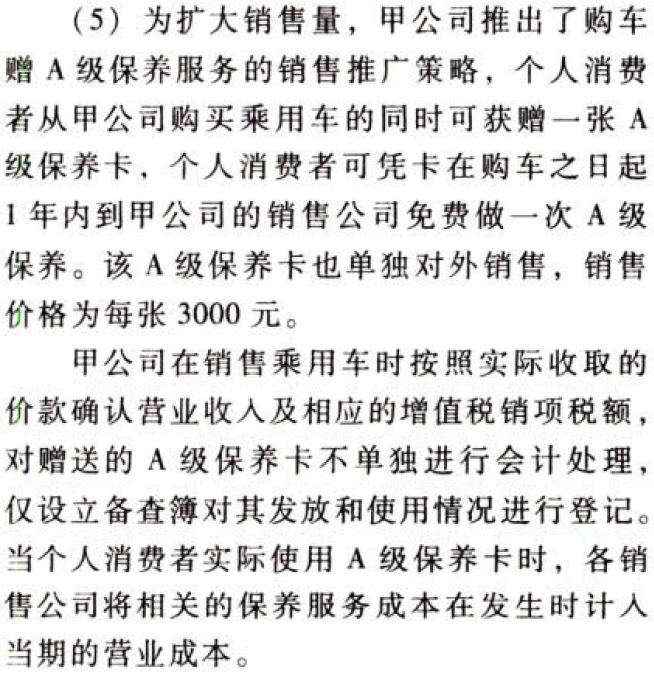 （5）为扩大销售量，甲公司推出了购车
赠 A 级保养服务的销售推广策略，个人消费
者从甲公司购买乘用车的同时可获赠一张 A
级保养卡，个人消费者可凭卡在购车之日起
1 年内到甲公司的销售公司免费做一次 A 级
保养。该 A 级保养卡也单独对外销售，销售
价格为每张 3000 元。
甲公司在销售乘用车时按照实际收取的
价款确认营业收入及相应的增值税销项税额，
对赠送的 A 级保养卡不单独进行会计处理，
仅设立备查簿对其发放和使用情况进行登记。
当个人消费者实际使用 A 级保养卡时，各销
售公司将相关的保养服务成本在发生时计入
当期的营业成本。